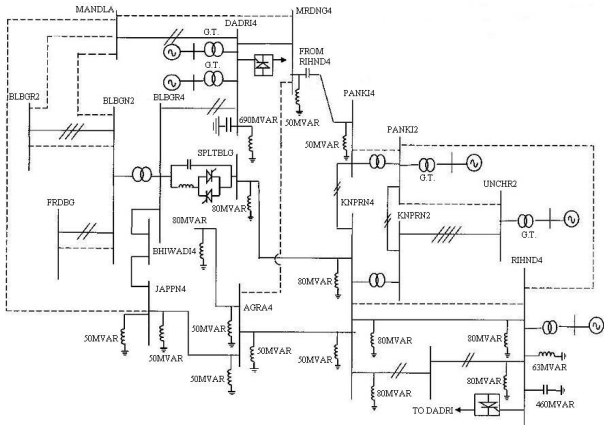 MANDLA
MRDNG4
DADRI4
G.T.
G.T.
FROM
RIHND4
BLBGR2
BLBGN2
BLBGR4
PANKI4
50MVAR
690MVAR
50MVAR
PANKI2
SPLTBLG
G.T.
UNCHR2
80MVAR
80MVAR
KNPRN4
KNPRN2
G.T.
FRDBG
BHIWADI4
80MVAR
RIHND4
JAPPN4
AGRA4
50MVAR
50MVAR
50MVAR
50MVAR
50MVAR
50MVAR
80MVAR
80MVAR
63MVAR
80MVAR
80MVAR
460MVAR
TO DADRI